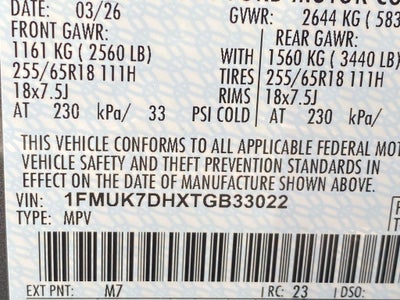 DATE: 03/26 GVWR: 2644 KG (583
FRONT GAWR: REAR GAWR:
1161 KG (2560 LB) WITH 1560 KG (3440 LB)
255/65R18 111H TIRES 255/65R18 111H
18x7.5J RIMS 18x7.5J
AT 230 kPa/ 33 PSI COLD AT 230 kPa/
THIS VEHICLE CONFORMS TO ALL APPLICABLE FEDERAL MOT
VEHICLE SAFETY AND THEFT PREVENTION STANDARDS IN
EFFECT ON THE DATE OF MANUFACTURE SHOWN ABOVE.
VIN: 1FMUK7DHXTGB33022
TYPE: MPV
EXT PNT: M7 RC: 23 DSO: